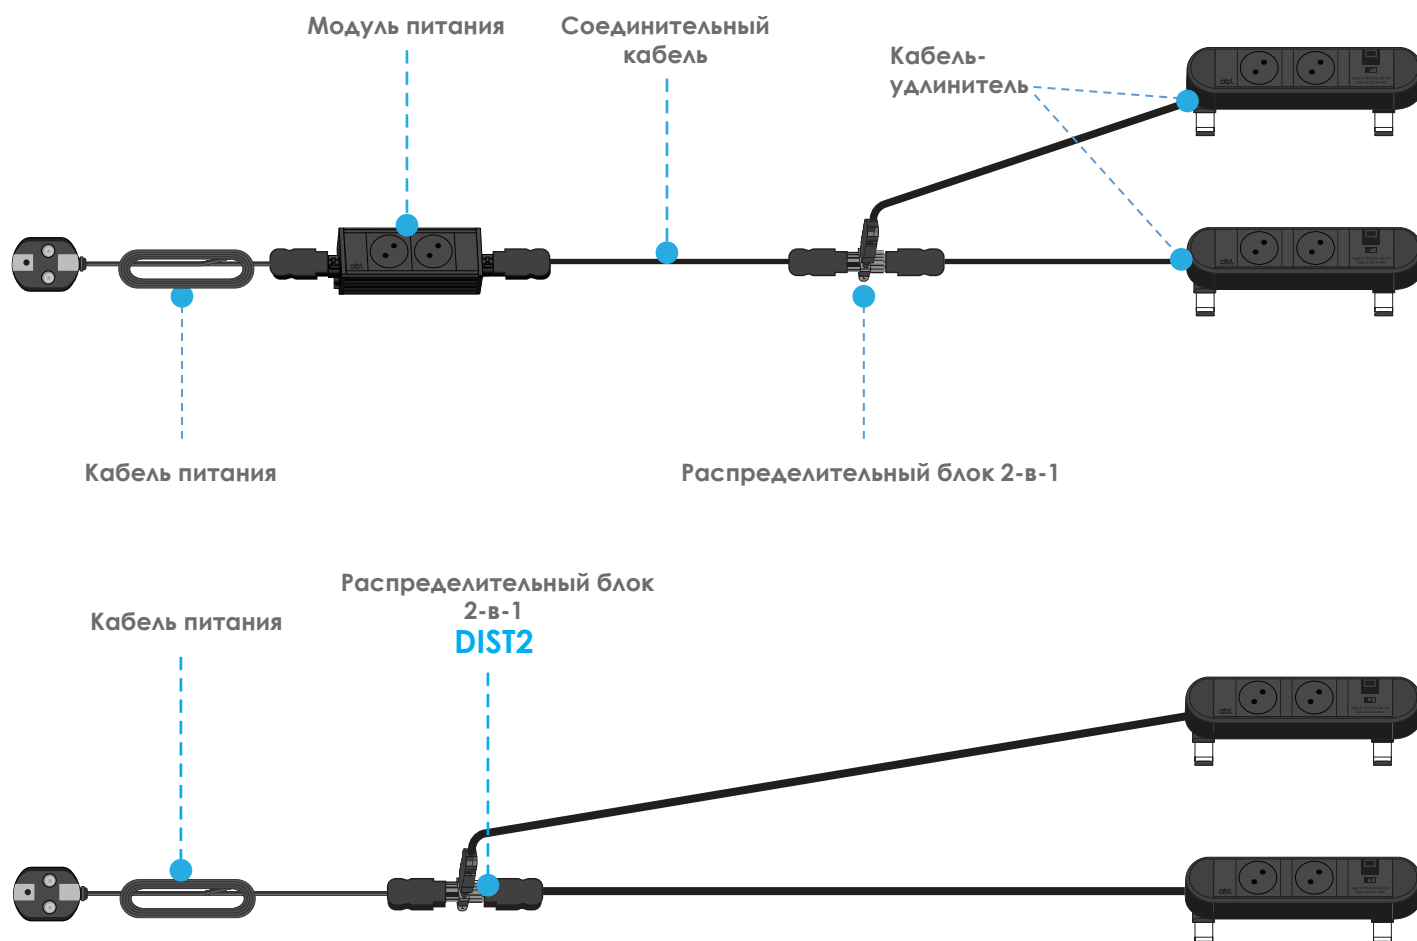 Модуль питания
Соединительный
кабель
Кабель-
удлинитель
Кабель питания
Распределительный блок 2-в-1
Распределительный блок
2-в-1
DIST2
Кабель питания